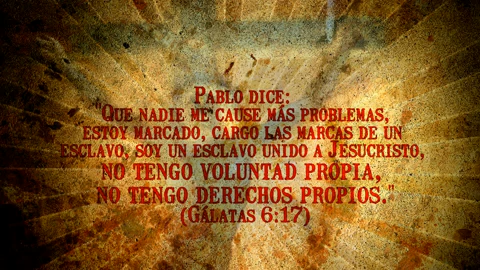 Pablo dice:
"Que nadie me cause más problemas,
estoy marcado, cargo las marcas de un
esclavo, soy un esclavo unido a Jesucristo,
no tengo voluntad propia,
no tengo derechos propios."
(Gálatas 6:17)